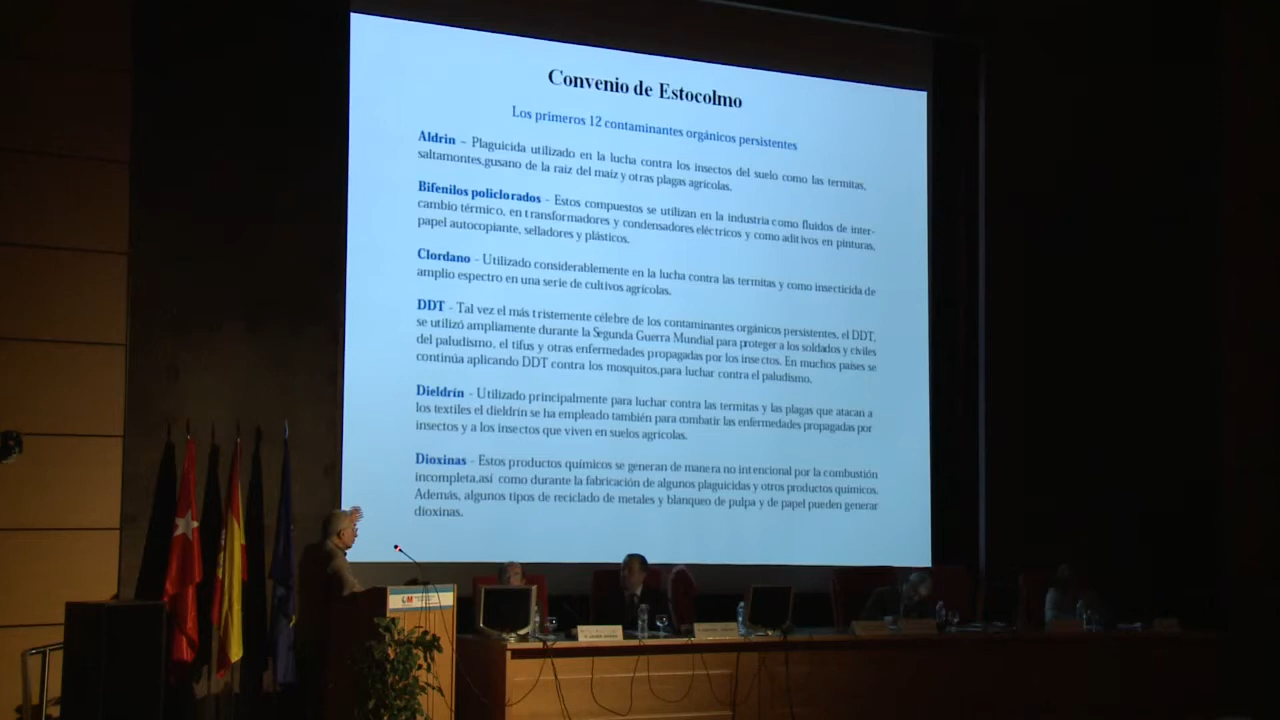 Convenio de Estocolmo
Los primeros 12 contaminantes orgánicos persistentes
Aldrin – Plaguicida utilizado en la lucha contra los insectos del suelo como las termitas,
saltamontes,gusano de la raíz del maíz y otras plagas agrícolas.
Bifenilos policlorados - Estos compuestos se utilizan en la industria como fluidos de inter-
cambio térmico, en transformadores y condensadores eléctricos y como aditivos en pinturas,
papel autocopiante, selladores y plásticos.
Clordano - Utilizado considerablemente en la lucha contra las termitas y como insecticida de
amplio espectro en una serie de cultivos agrícolas.
DDT - Tal vez el más tristemente célebre de los contaminantes orgánicos persistentes, el DDT,
se utilizó ampliamente durante la Segunda Guerra Mundial para proteger a los soldados y civiles
del paludismo, el tifus y otras enfermedades propagadas por los insectos. En muchos países se
continúa aplicando DDT contra los mosquitos,para luchar contra el paludismo.
Dieldrín - Utilizado principalmente para luchar contra las termitas y las plagas que atacan a
los textiles el dieldrín se ha empleado también para combatir las enfermedades propagadas por
insectos y a los insectos que viven en suelos agrícolas.
Dioxinas - Estos productos químicos se generan de manera no intencional por la combustión
incompleta,así como durante la fabricación de algunos plaguicidas y otros productos químicos.
Además, algunos tipos de reciclado de metales y blanqueo de pulpa y de papel pueden generar
dioxinas.